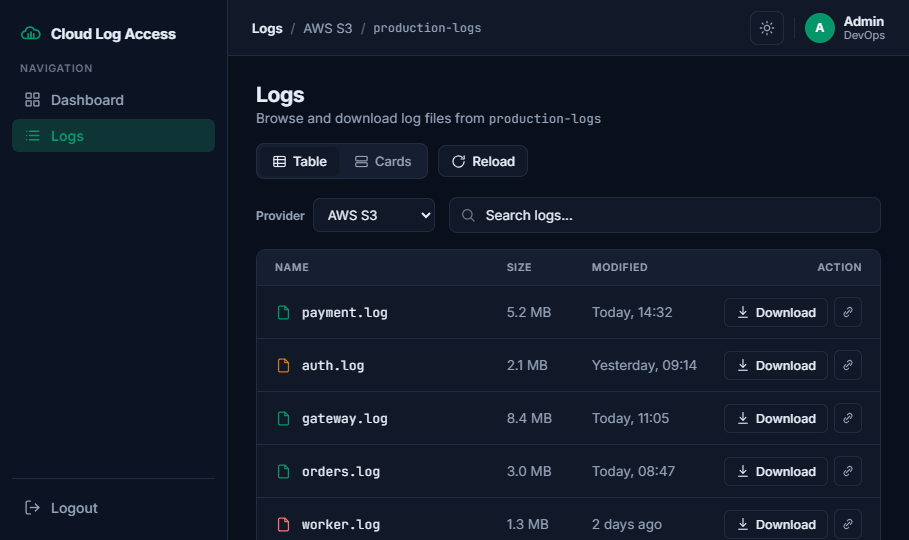 Cloud Log Access
NAVIGATION
Dashboard
Logs
Logout
Logs / AWS S3 / production-logs
A
Admin
DevOps
Logs
Browse and download log files from production-logs
Table Cards Reload
Provider AWS S3 Search logs...
NAME SIZE MODIFIED ACTION
payment.log 5.2 MB Today, 14:32 Download
auth.log 2.1 MB Yesterday, 09:14 Download
gateway.log 8.4 MB Today, 11:05 Download
orders.log 3.0 MB Today, 08:47 Download
worker.log 1.3 MB 2 days ago Download